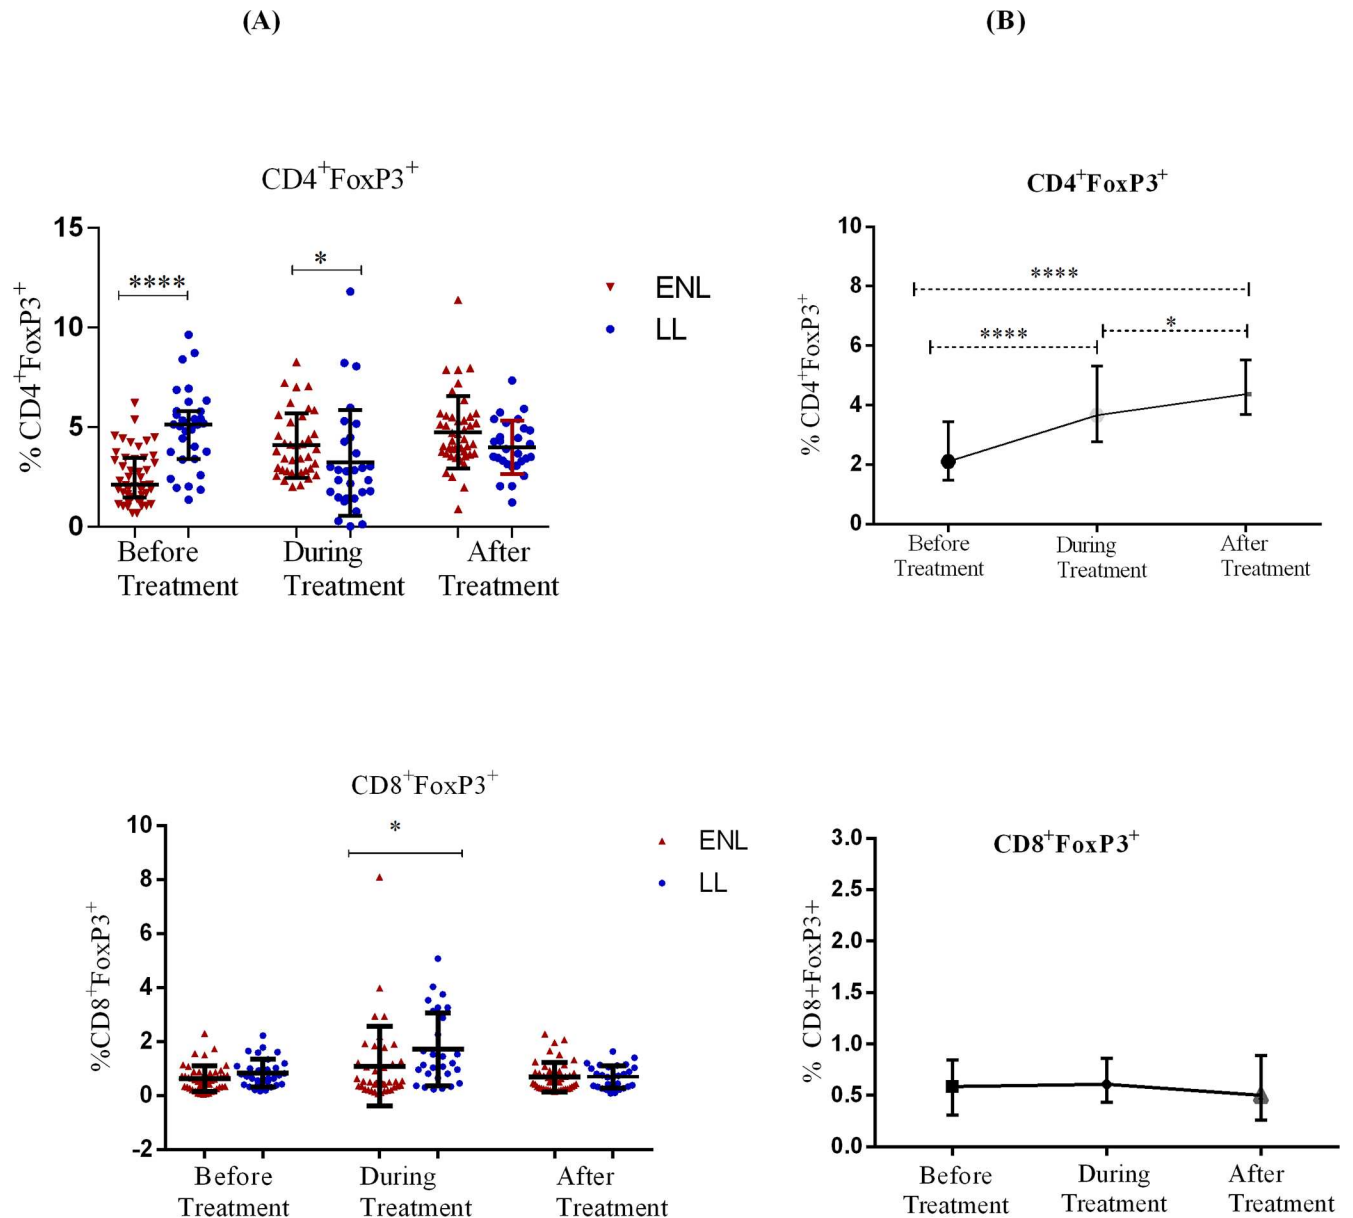 (A)
(B)
CD4⁺FoxP3⁺
% CD4⁺FoxP3⁺
15
10
5
0
****
*
ENL
LL
Before
Treatment
During
Treatment
After
Treatment
CD4⁺FoxP3⁺
% CD4⁺FoxP3⁺
10
8
6
4
2
0
****
****
*
Before
Treatment
During
Treatment
After
Treatment
CD8⁺FoxP3⁺
%CD8⁺FoxP3⁺
10
8
6
4
2
0
-2
*
ENL
LL
Before
Treatment
During
Treatment
After
Treatment
CD8⁺FoxP3⁺
% CD8+FoxP3+
3.0
2.5
2.0
1.5
1.0
0.5
0.0
Before
Treatment
During
Treatment
After
Treatment